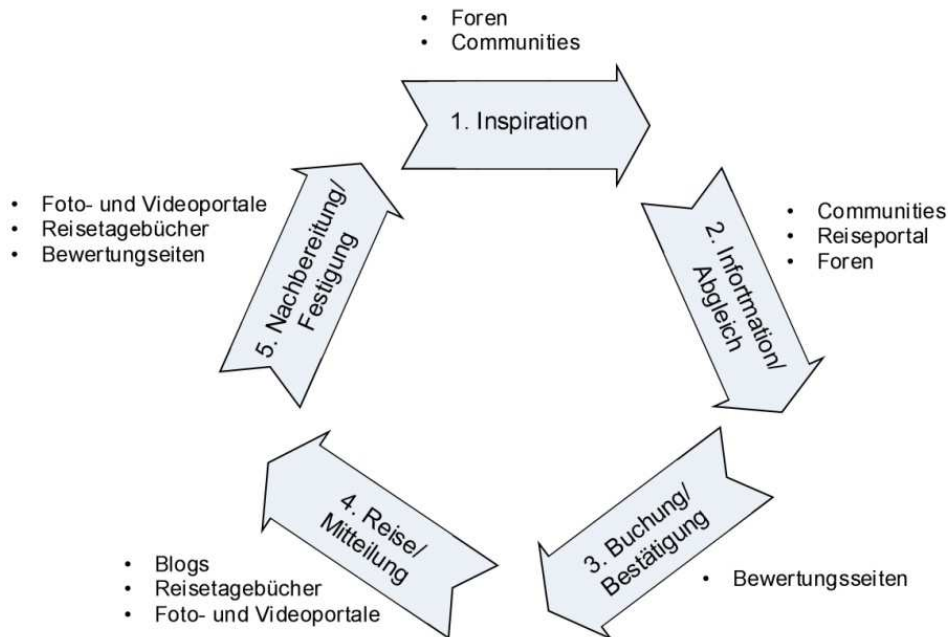 • Foren
• Communities
1. Inspiration
• Communities
• Reiseportal
• Foren
2. Infortmation/
Abgleich
3. Buchung/
Bestätigung
• Bewertungsseiten
4. Reise/
Mitteilung
• Blogs
• Reisetagebücher
• Foto- und Videoportale
5. Nachbereitung/
Festigung
• Foto- und Videoportale
• Reisetagebücher
• Bewertungseiten